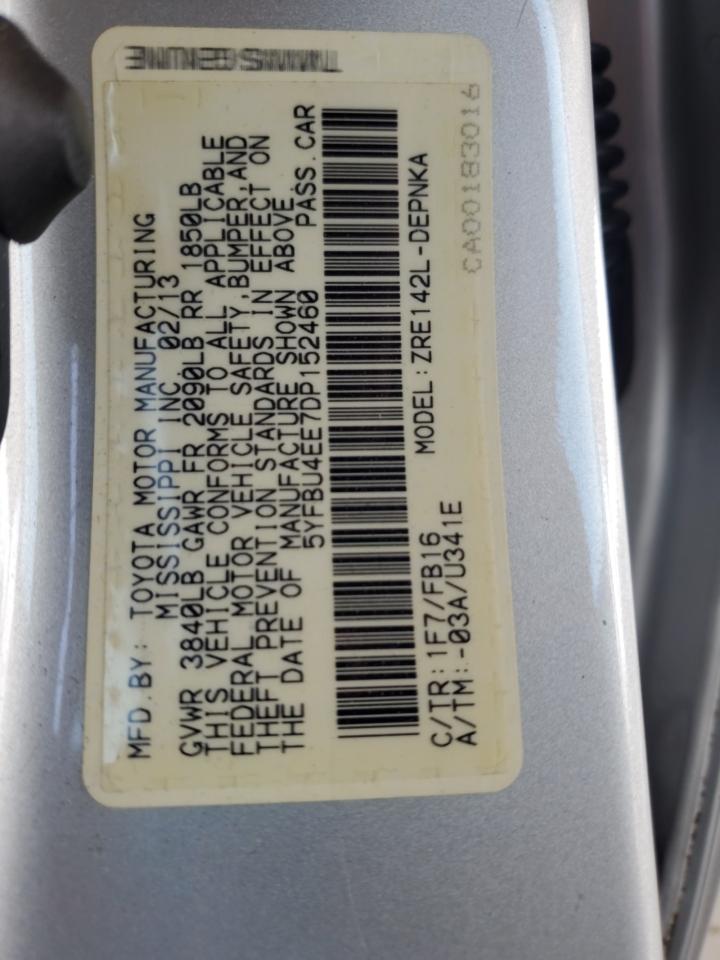 MFD.BY: TOYOTA MOTOR MANUFACTURING
MISSISSIPPI INC. 02/13
GVWR 3840LB GAWR FR 2090LB RR 1850LB
THIS VEHICLE CONFORMS TO ALL APPLICABLE
FEDERAL MOTOR VEHICLE SAFETY,BUMPER,AND
THEFT PREVENTION STANDARDS IN EFFECT ON
THE DATE OF MANUFACTURE SHOWN ABOVE.
5YFBU4EE7DP152460 PASS.CAR
MODEL:ZRE142L-DEPNKA
C/TR:1F7/FB16
A/TM:-03A/U341E
CA00183016